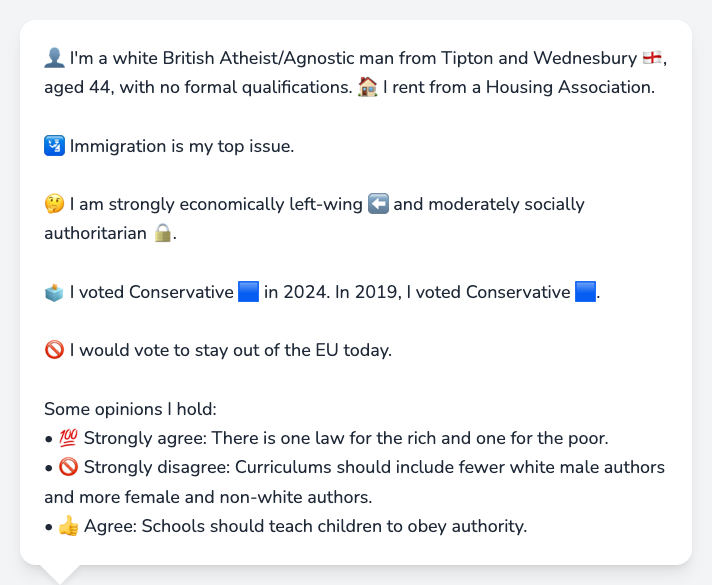 👤 I'm a white British Atheist/Agnostic man from Tipton and Wednesbury 🏴󠁧󠁢󠁥󠁮󠁧󠁿,
aged 44, with no formal qualifications. 🏠 I rent from a Housing Association.
🛂 Immigration is my top issue.
🤔 I am strongly economically left-wing ⬅️ and moderately socially
authoritarian 🔒.
🗳️ I voted Conservative 🟦 in 2024. In 2019, I voted Conservative 🟦.
🚫 I would vote to stay out of the EU today.
Some opinions I hold:
• 💯 Strongly agree: There is one law for the rich and one for the poor.
• 🚫 Strongly disagree: Curriculums should include fewer white male authors
and more female and non-white authors.
• 👍 Agree: Schools should teach children to obey authority.